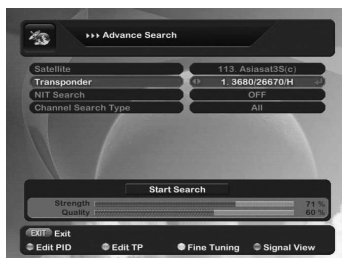 ▸▸▸ Advance Search
Satellite 113. Asiasat3S(c)
Transponder 1. 3680/26670/H
NIT Search OFF
Channel Search Type All
Start Search
Strength 71 %
Quality 60 %
EXIT Exit
Edit PID Edit TP Fine Tuning Signal View